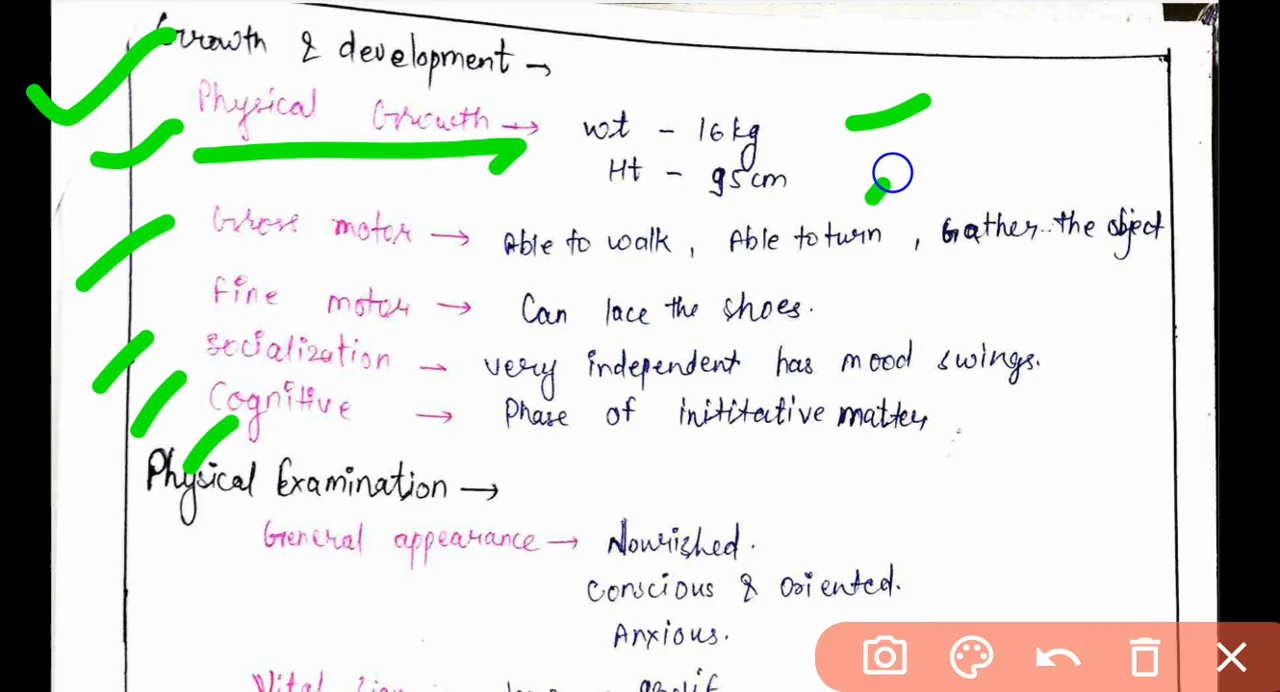 Growth & development →
Physical Growth → wt - 16 kg
Ht - 95 cm
Gross motor → Able to walk, Able to turn, Gather the object
Fine motor → Can lace the shoes.
Socialization → very independent has mood swings.
Cognitive → Phase of inititative matter
Physical Examination →
General appearance → Nourished.
Conscious & Oriented.
Anxious.
Vital